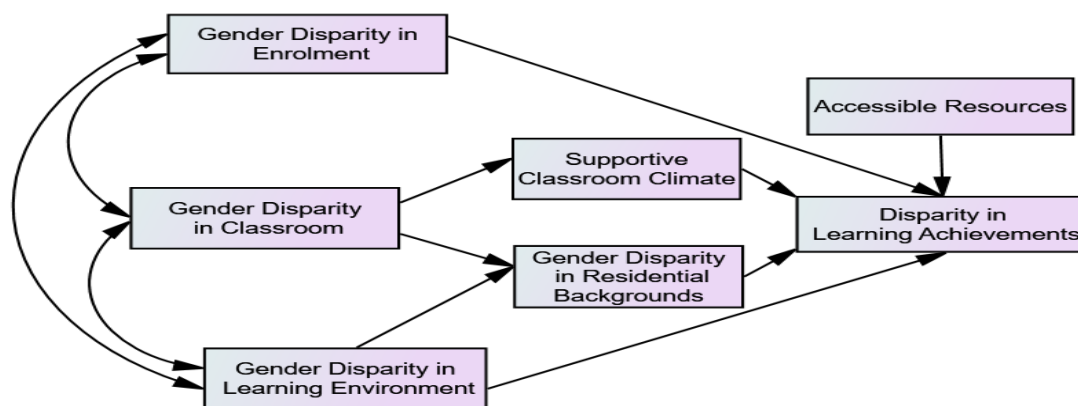 Gender Disparity in
Enrolment
Accessible Resources
Supportive
Classroom Climate
Gender Disparity
in Classroom
Disparity in
Learning Achievements
Gender Disparity
in Residential
Backgrounds
Gender Disparity in
Learning Environment